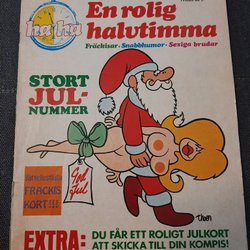 ha ha
En rolig
halvtimma
Fräckisar · Snabbhumor · Sexiga brudar
STORT
JUL-
NUMMER
FRÄCKIS
KORT!!!
God
Jul
EXTRA:
DU FÅR ETT ROLIGT JULKORT
ATT SKICKA TILL DIN KOMPIS!